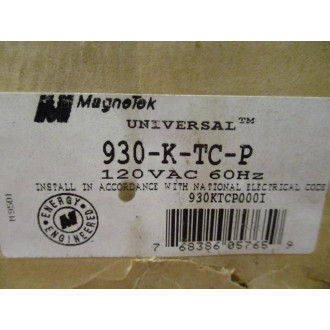 MagneTek
UNIVERSAL™
930-K-TC-P
120VAC 60Hz
INSTALL IN ACCORDANCE WITH NATIONAL ELECTRICAL CODE
930KTCP000I
ENERGY ENGINEERED
7 68386 05765 9